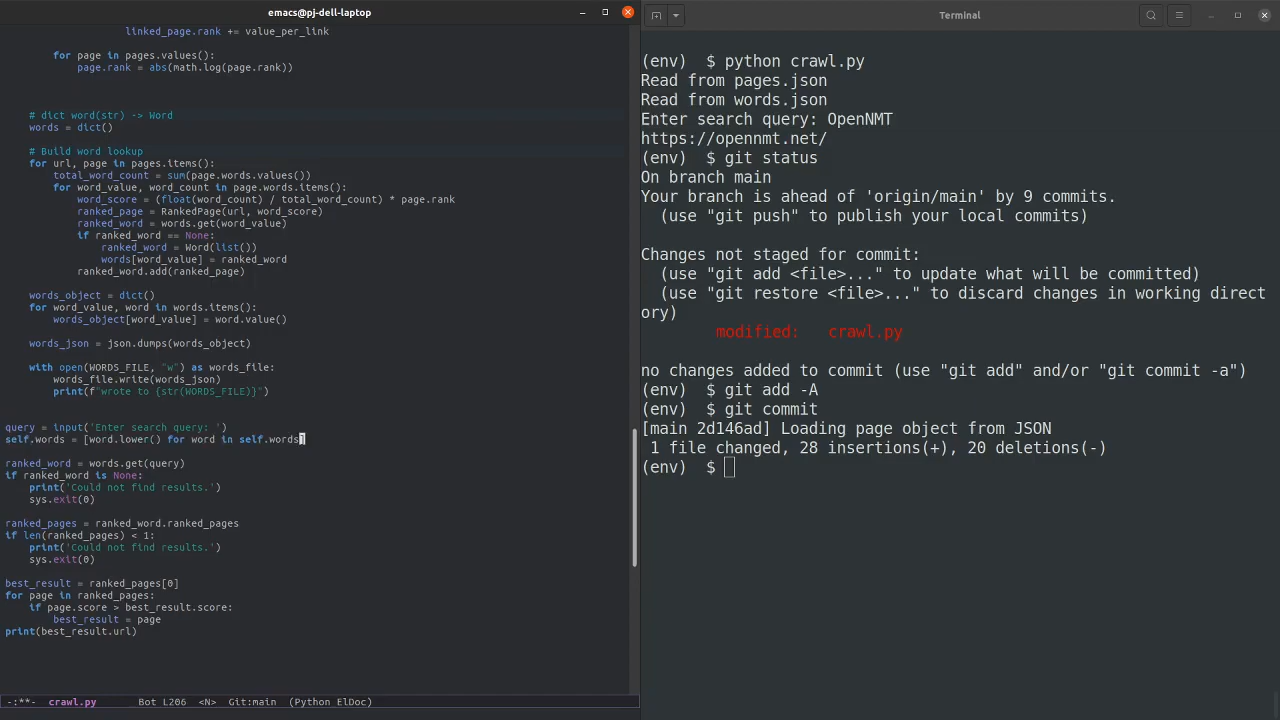 emacs@pj-dell-laptop
linked_page.rank += value_per_link
for page in pages.values():
page.rank = abs(math.log(page.rank))
# dict word(str) -> Word
words = dict()
# Build word lookup
for url, page in pages.items():
total_word_count = sum(page.words.values())
for word_value, word_count in page.words.items():
word_score = (float(word_count) / total_word_count) * page.rank
ranked_page = RankedPage(url, word_score)
ranked_word = words.get(word_value)
if ranked_word == None:
ranked_word = Word(list())
words[word_value] = ranked_word
ranked_word.add(ranked_page)
words_object = dict()
for word_value, word in words.items():
words_object[word_value] = word.value()
words_json = json.dumps(words_object)
with open(WORDS_FILE, "w") as words_file:
words_file.write(words_json)
print(f"wrote to {str(WORDS_FILE)}")
query = input('Enter search query: ')
self.words = [word.lower() for word in self.words]
ranked_word = words.get(query)
if ranked_word is None:
print('Could not find results.')
sys.exit(0)
ranked_pages = ranked_word.ranked_pages
if len(ranked_pages) < 1:
print('Could not find results.')
sys.exit(0)
best_result = ranked_pages[0]
for page in ranked_pages:
if page.score > best_result.score:
best_result = page
print(best_result.url)
-:**-  crawl.py  Bot L206  <N>  Git:main  (Python ElDoc)
Terminal
(env)  $ python crawl.py
Read from pages.json
Read from words.json
Enter search query: OpenNMT
https://opennmt.net/
(env)  $ git status
On branch main
Your branch is ahead of 'origin/main' by 9 commits.
(use "git push" to publish your local commits)
Changes not staged for commit:
(use "git add <file>..." to update what will be committed)
(use "git restore <file>..." to discard changes in working direct
ory)
modified:   crawl.py
no changes added to commit (use "git add" and/or "git commit -a")
(env)  $ git add -A
(env)  $ git commit
[main 2d146ad] Loading page object from JSON
1 file changed, 28 insertions(+), 20 deletions(-)
(env)  $